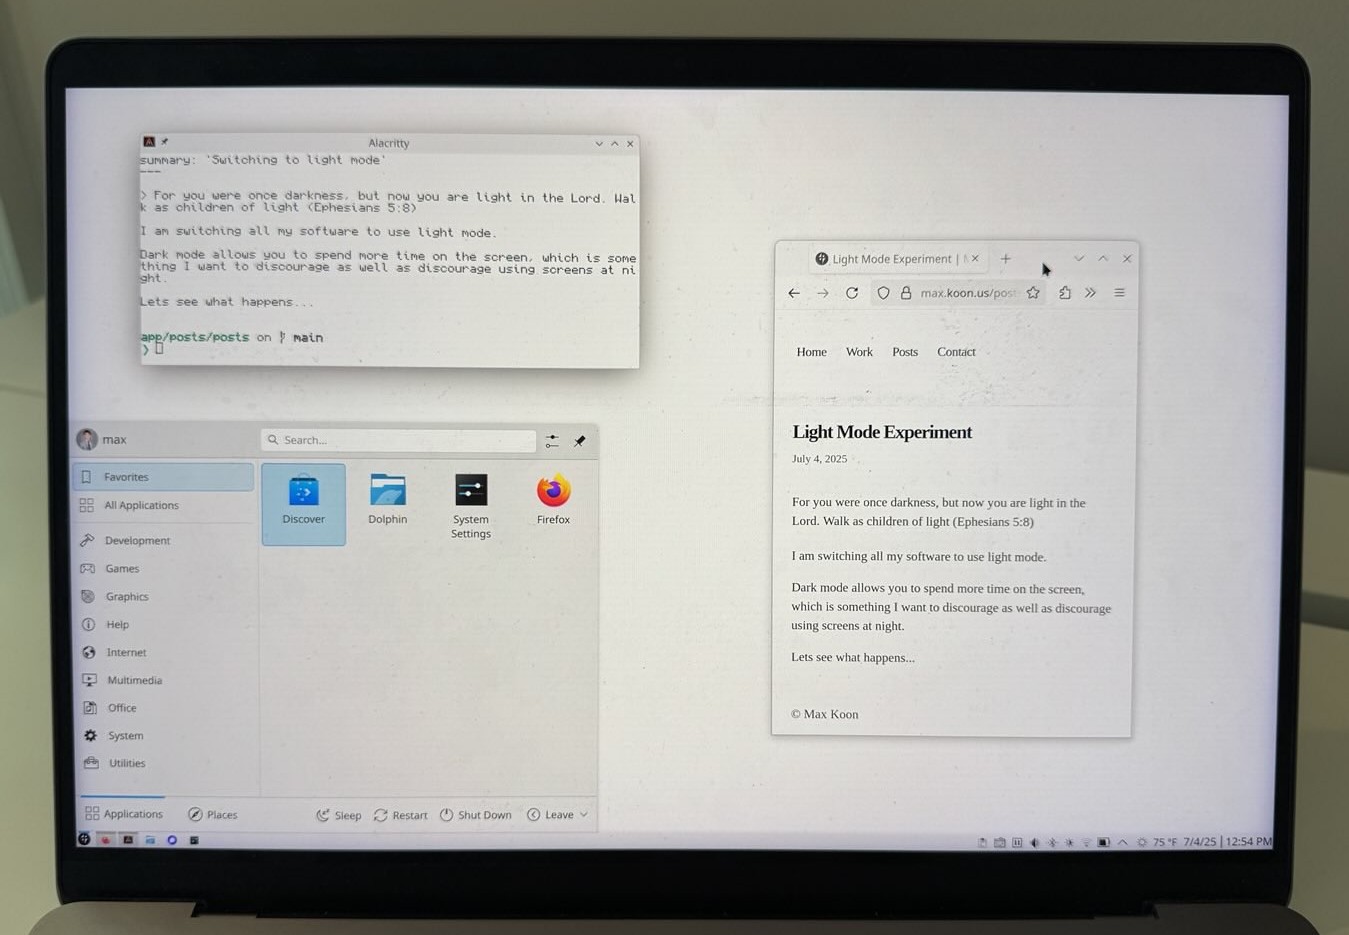 Alacritty
summary: 'Switching to light mode'
---
> For you were once darkness, but now you are light in the Lord. Wal
k as children of light (Ephesians 5:8)
I am switching all my software to use light mode.
Dark mode allows you to spend more time on the screen, which is some
thing I want to discourage as well as discourage using screens at ni
ght.
Lets see what happens...
app/posts/posts on main
❯
max
Search...
Favorites
All Applications
Development
Games
Graphics
Help
Internet
Multimedia
Office
System
Utilities
Discover
Dolphin
System
Settings
Firefox
Applications
Places
Sleep
Restart
Shut Down
Leave
Light Mode Experiment |
max.koon.us/post
Home
Work
Posts
Contact
Light Mode Experiment
July 4, 2025
For you were once darkness, but now you are light in the
Lord. Walk as children of light (Ephesians 5:8)
I am switching all my software to use light mode.
Dark mode allows you to spend more time on the screen,
which is something I want to discourage as well as discourage
using screens at night.
Lets see what happens...
© Max Koon
75 °F 7/4/25 | 12:54 PM